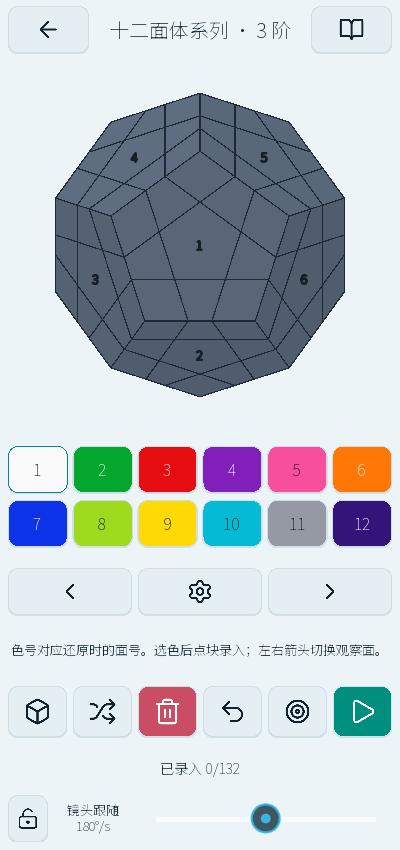 十二面体系列 · 3 阶
4 5
1
3 6
2
1 2 3 4 5 6
7 8 9 10 11 12
色号对应还原时的面号。选色后点块录入；左右箭头切换观察面。
已录入 0/132
镜头跟随
180°/s